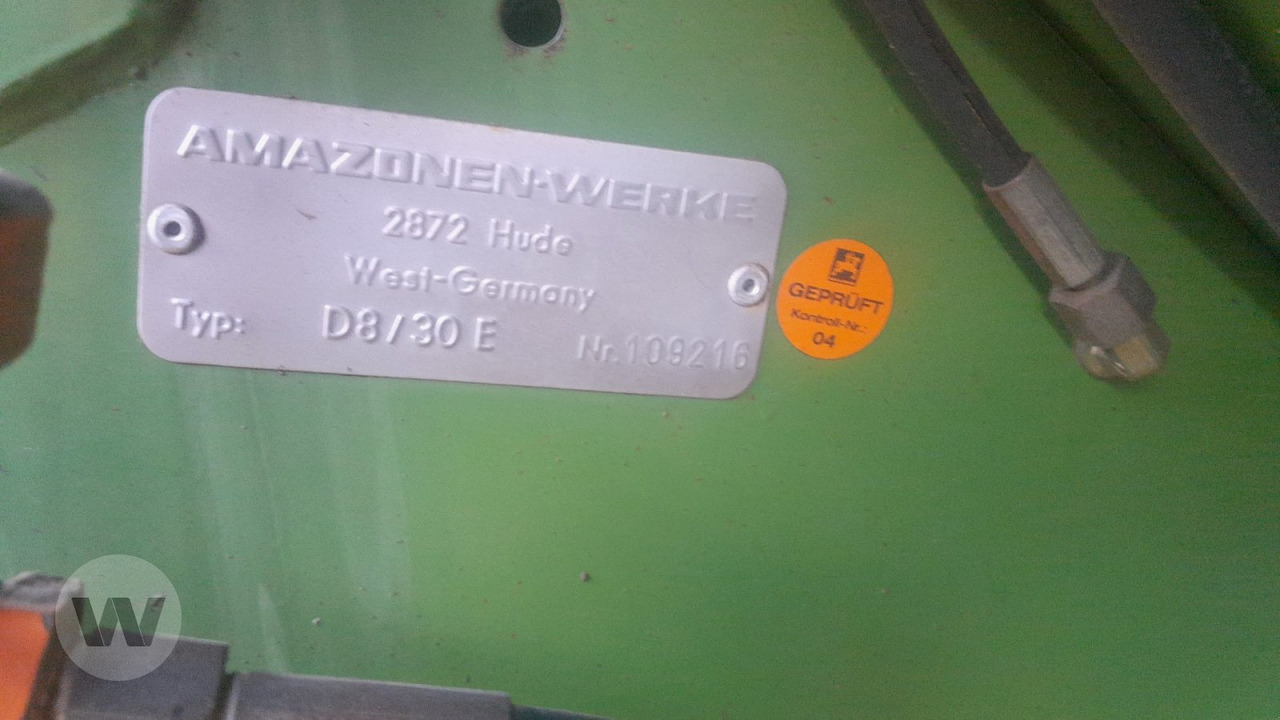 AMAZONEN-WERKE
2872 Hude
West-Germany
Typ: D8/30 E Nr. 109216
GEPRÜFT
Kontroll-Nr.:
04
W